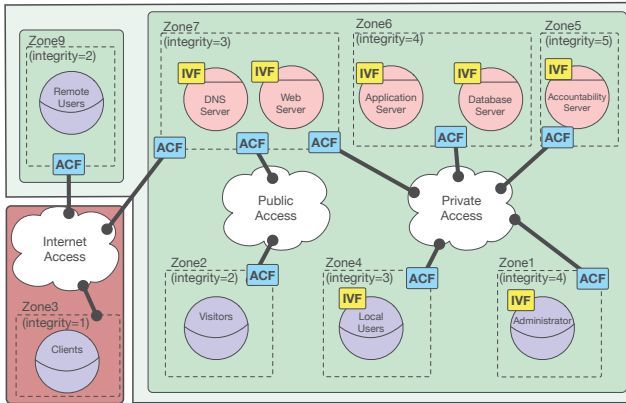 Zone9
(integrity=2)
Remote
Users
ACF
Zone7
(integrity=3)
IVF
DNS
Server
IVF
Web
Server
ACF
ACF
ACF
Zone6
(integrity=4)
IVF
Application
Server
IVF
Database
Server
ACF
Zone5
(integrity=5)
IVF
Accountability
Server
ACF
Internet
Access
Public
Access
Private
Access
Zone3
(integrity=1)
Clients
Zone2
(integrity=2)
ACF
Visitors
Zone4
(integrity=3)
ACF
IVF
Local
Users
Zone1
(integrity=4)
ACF
IVF
Administrator